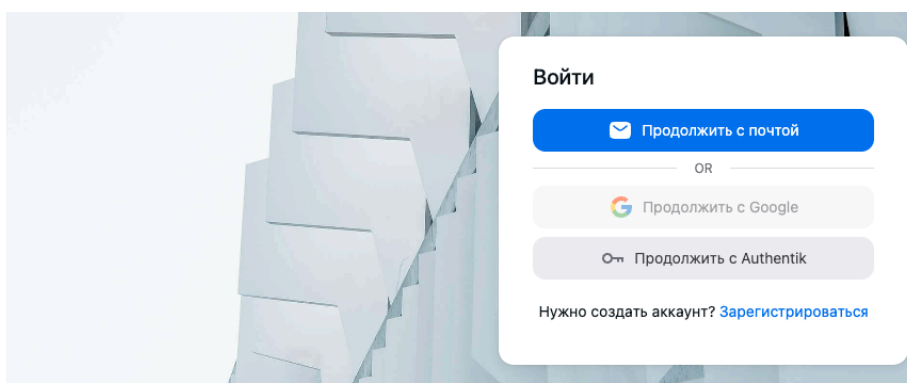 Войти
Продолжить с почтой
OR
Продолжить с Google
Продолжить с Authentik
Нужно создать аккаунт? Зарегистрироваться